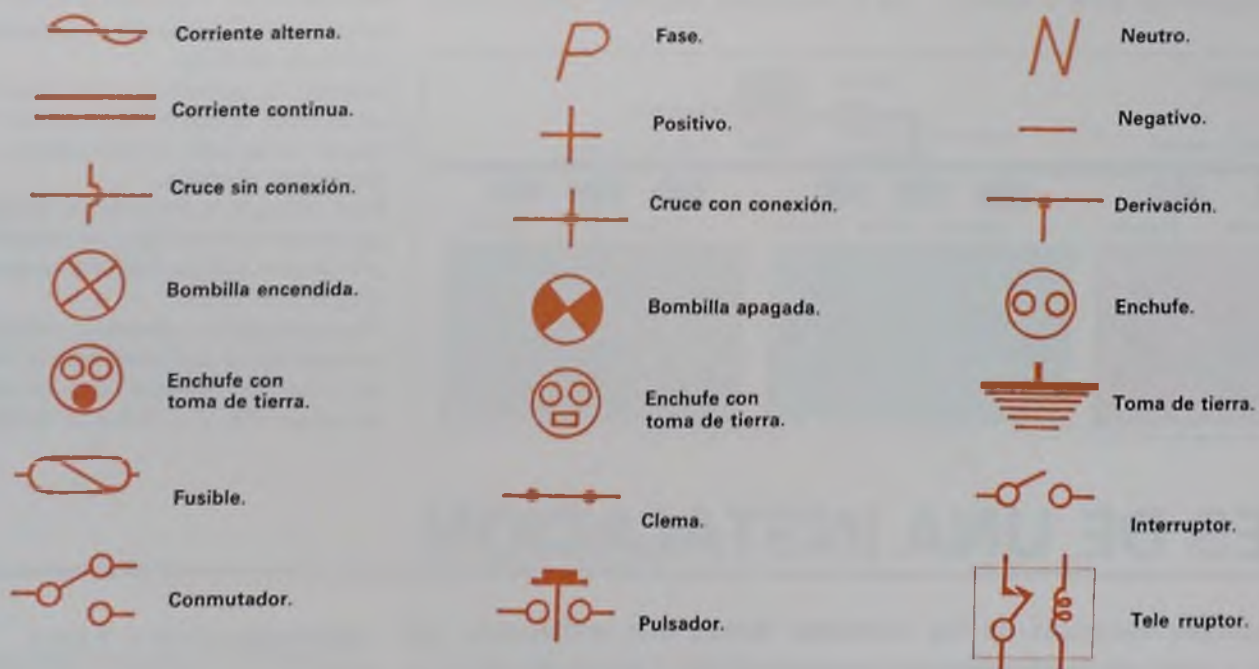 Corriente alterna.
P
Fase.
N
Neutro.
Corriente continua.
Positivo.
Negativo.
Cruce sin conexión.
Cruce con conexión.
Derivación.
Bombilla encendida.
Bombilla apagada.
Enchufe.
Enchufe con
toma de tierra.
Enchufe con
toma de tierra.
Toma de tierra.
Fusible.
Clema.
Interruptor.
Conmutador.
Pulsador.
Tele rruptor.